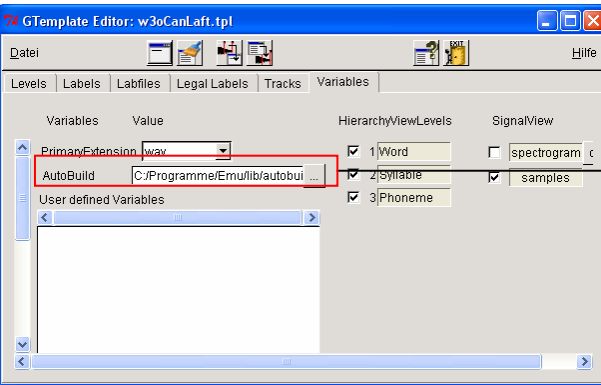 GTemplate Editor: w3oCanLaft.tpl
Datei Hilfe
Levels Labels Labfiles Legal Labels Tracks Variables
Variables Value HierarchyViewLevels SignalView
PrimaryExtension wav 1 Word spectrogram
AutoBuild C:/Programme/Emu/lib/autobui ... 2 Syllable samples
User defined Variables 3 Phoneme